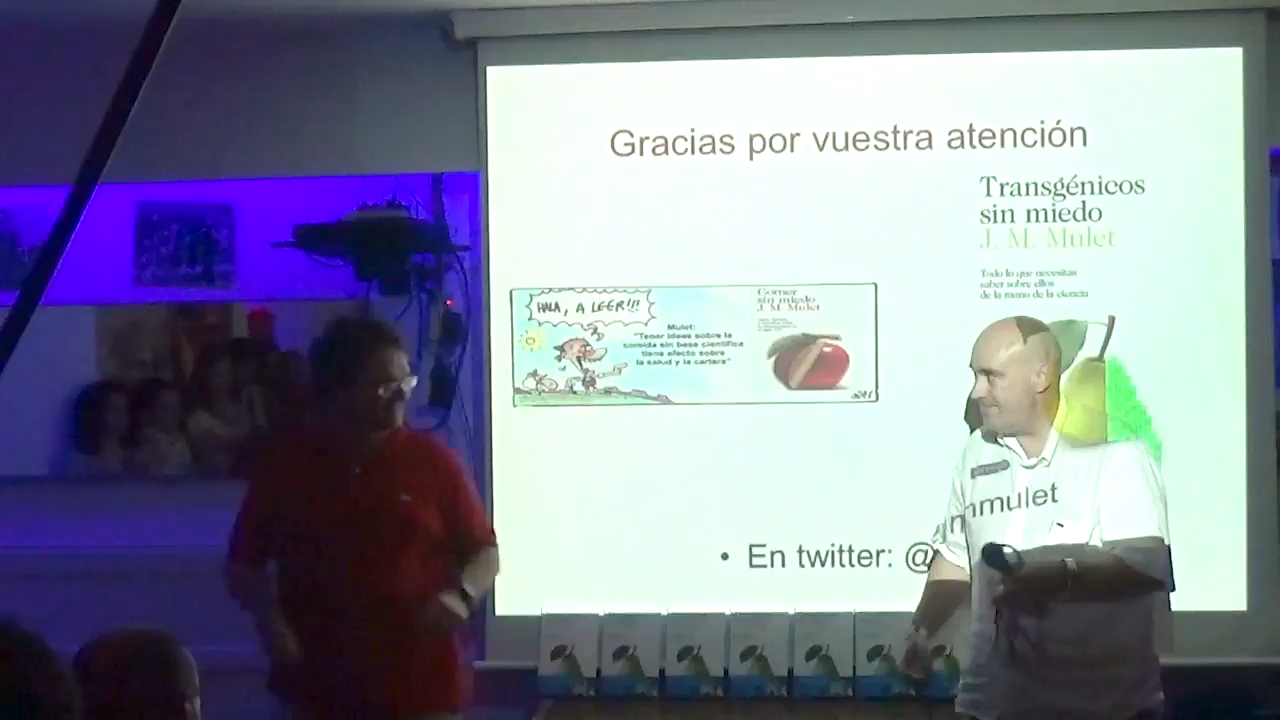 Gracias por vuestra atención
Transgénicos
sin miedo
J. M. Mulet
Todo lo que necesitas
saber sobre ellos
de la mano de la ciencia
HALA, A LEER!!!
Mulet:
"Tener ideas sobre la
comida sin base científica
tiene efecto sobre
la salud y la cartera"
Comer
sin miedo
J. M. Mulet
• En twitter: @
mmulet